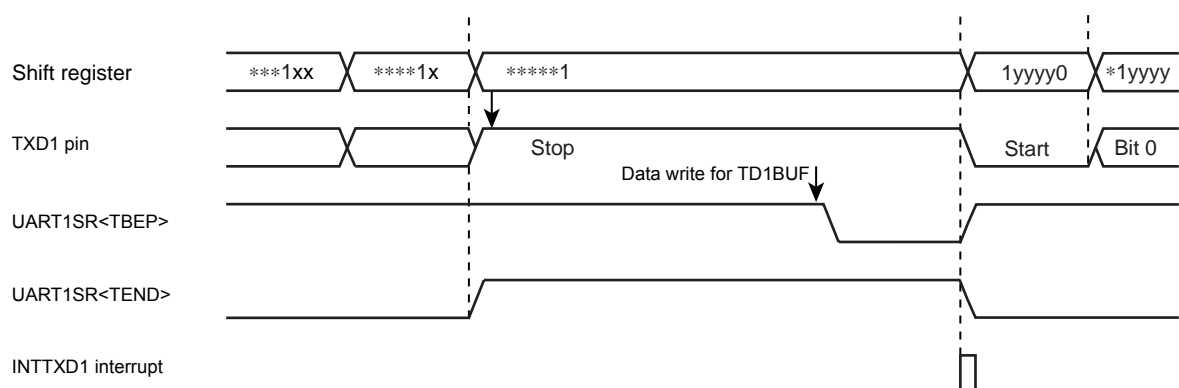 Shift register ***1xx ****1x *****1 1yyyy0 *1yyyy
TXD1 pin Stop Start Bit 0
Data write for TD1BUF
UART1SR<TBEP>
UART1SR<TEND>
INTTXD1 interrupt